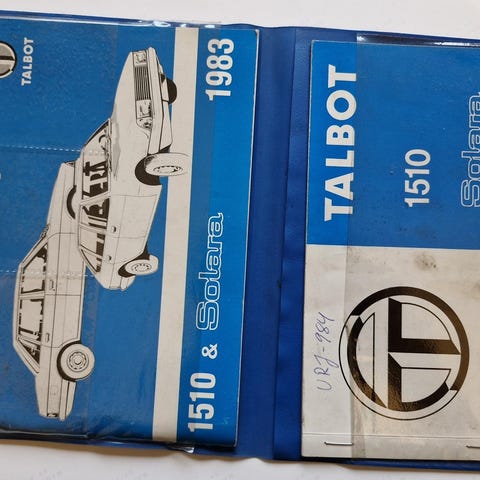 TALBOT
1510 & Solara
1983
TALBOT
1510
Solara
URJ-984